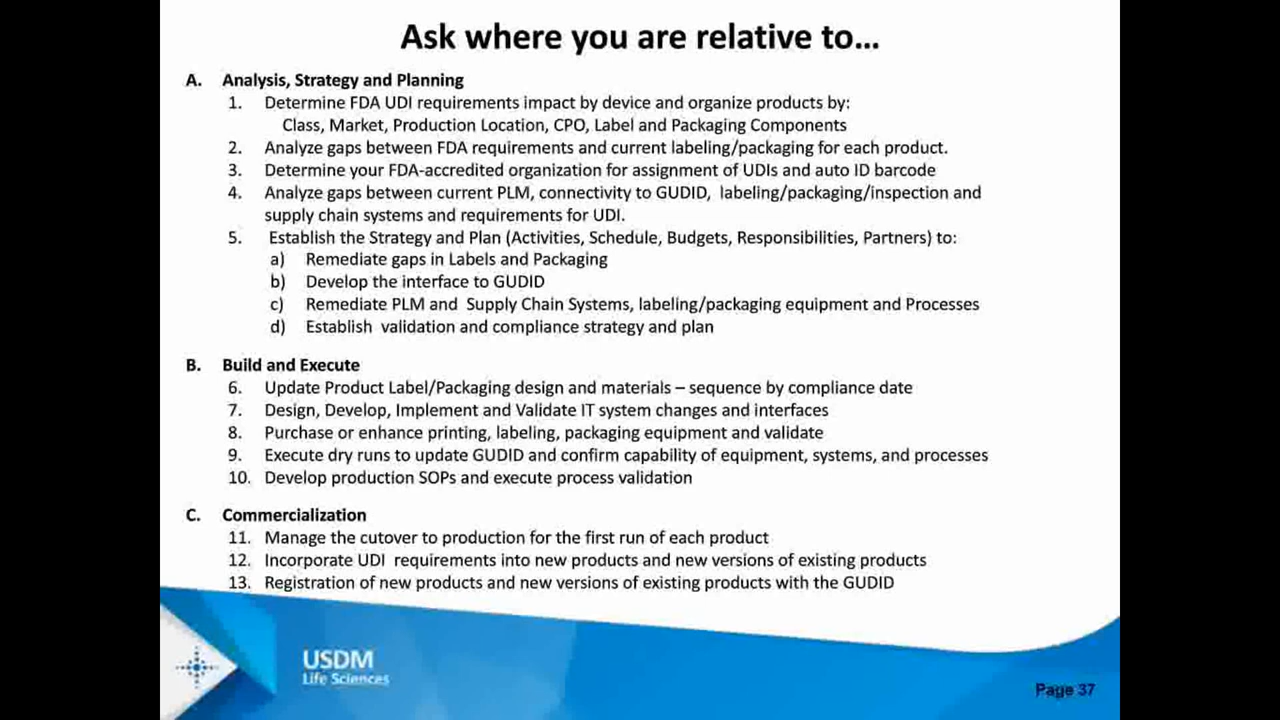 Ask where you are relative to...
A. Analysis, Strategy and Planning
1. Determine FDA UDI requirements impact by device and organize products by:
Class, Market, Production Location, CPO, Label and Packaging Components
2. Analyze gaps between FDA requirements and current labeling/packaging for each product.
3. Determine your FDA-accredited organization for assignment of UDIs and auto ID barcode
4. Analyze gaps between current PLM, connectivity to GUDID, labeling/packaging/inspection and
supply chain systems and requirements for UDI.
5. Establish the Strategy and Plan (Activities, Schedule, Budgets, Responsibilities, Partners) to:
a) Remediate gaps in Labels and Packaging
b) Develop the interface to GUDID
c) Remediate PLM and Supply Chain Systems, labeling/packaging equipment and Processes
d) Establish validation and compliance strategy and plan
B. Build and Execute
6. Update Product Label/Packaging design and materials – sequence by compliance date
7. Design, Develop, Implement and Validate IT system changes and interfaces
8. Purchase or enhance printing, labeling, packaging equipment and validate
9. Execute dry runs to update GUDID and confirm capability of equipment, systems, and processes
10. Develop production SOPs and execute process validation
C. Commercialization
11. Manage the cutover to production for the first run of each product
12. Incorporate UDI requirements into new products and new versions of existing products
13. Registration of new products and new versions of existing products with the GUDID
USDM
Life Sciences
Page 37